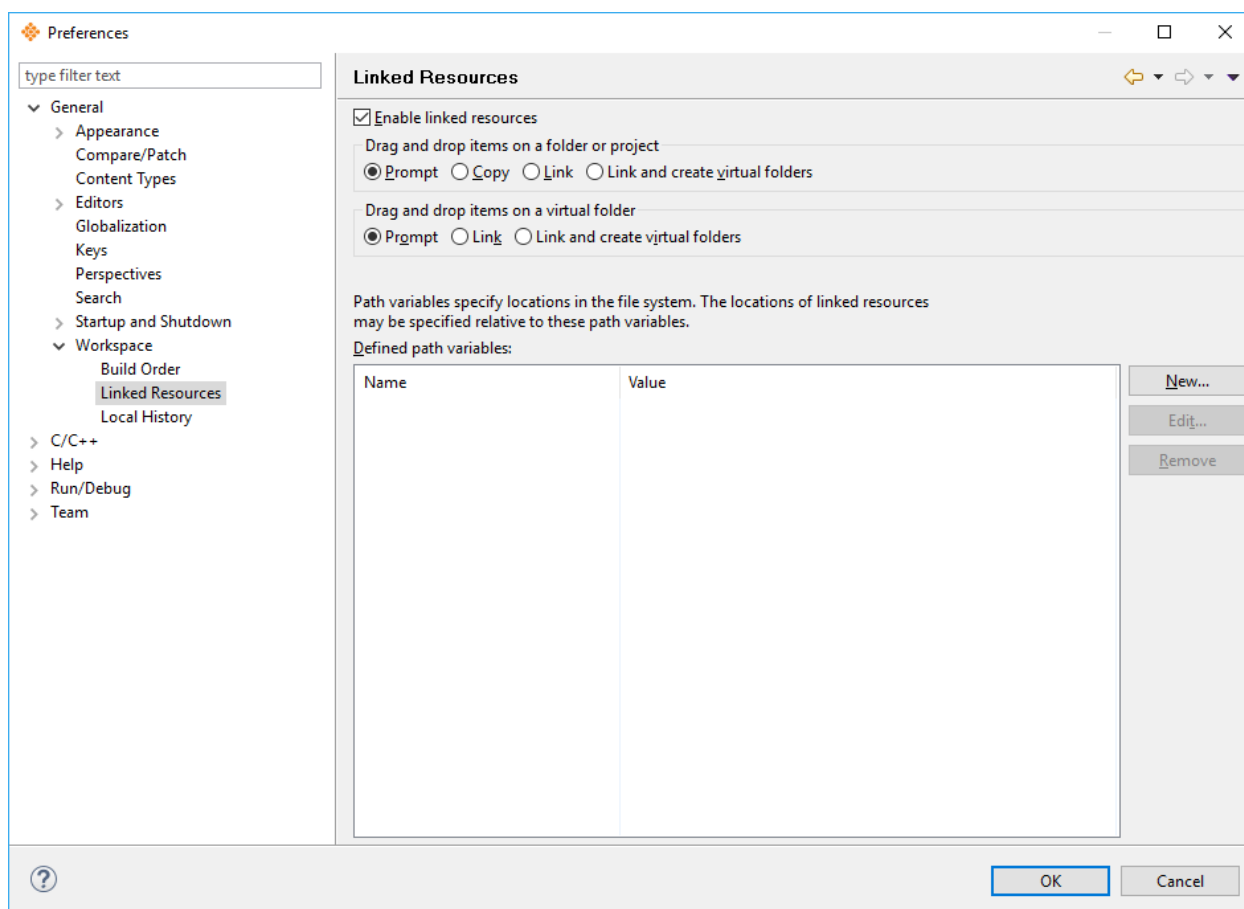 Preferences
type filter text
General
Appearance
Compare/Patch
Content Types
Editors
Globalization
Keys
Perspectives
Search
Startup and Shutdown
Workspace
Build Order
Linked Resources
Local History
C/C++
Help
Run/Debug
Team
Linked Resources
Enable linked resources
Drag and drop items on a folder or project
Prompt Copy Link Link and create virtual folders
Drag and drop items on a virtual folder
Prompt Link Link and create virtual folders
Path variables specify locations in the file system. The locations of linked resources
may be specified relative to these path variables.
Defined path variables:
Name Value
New...
Edit...
Remove
OK Cancel